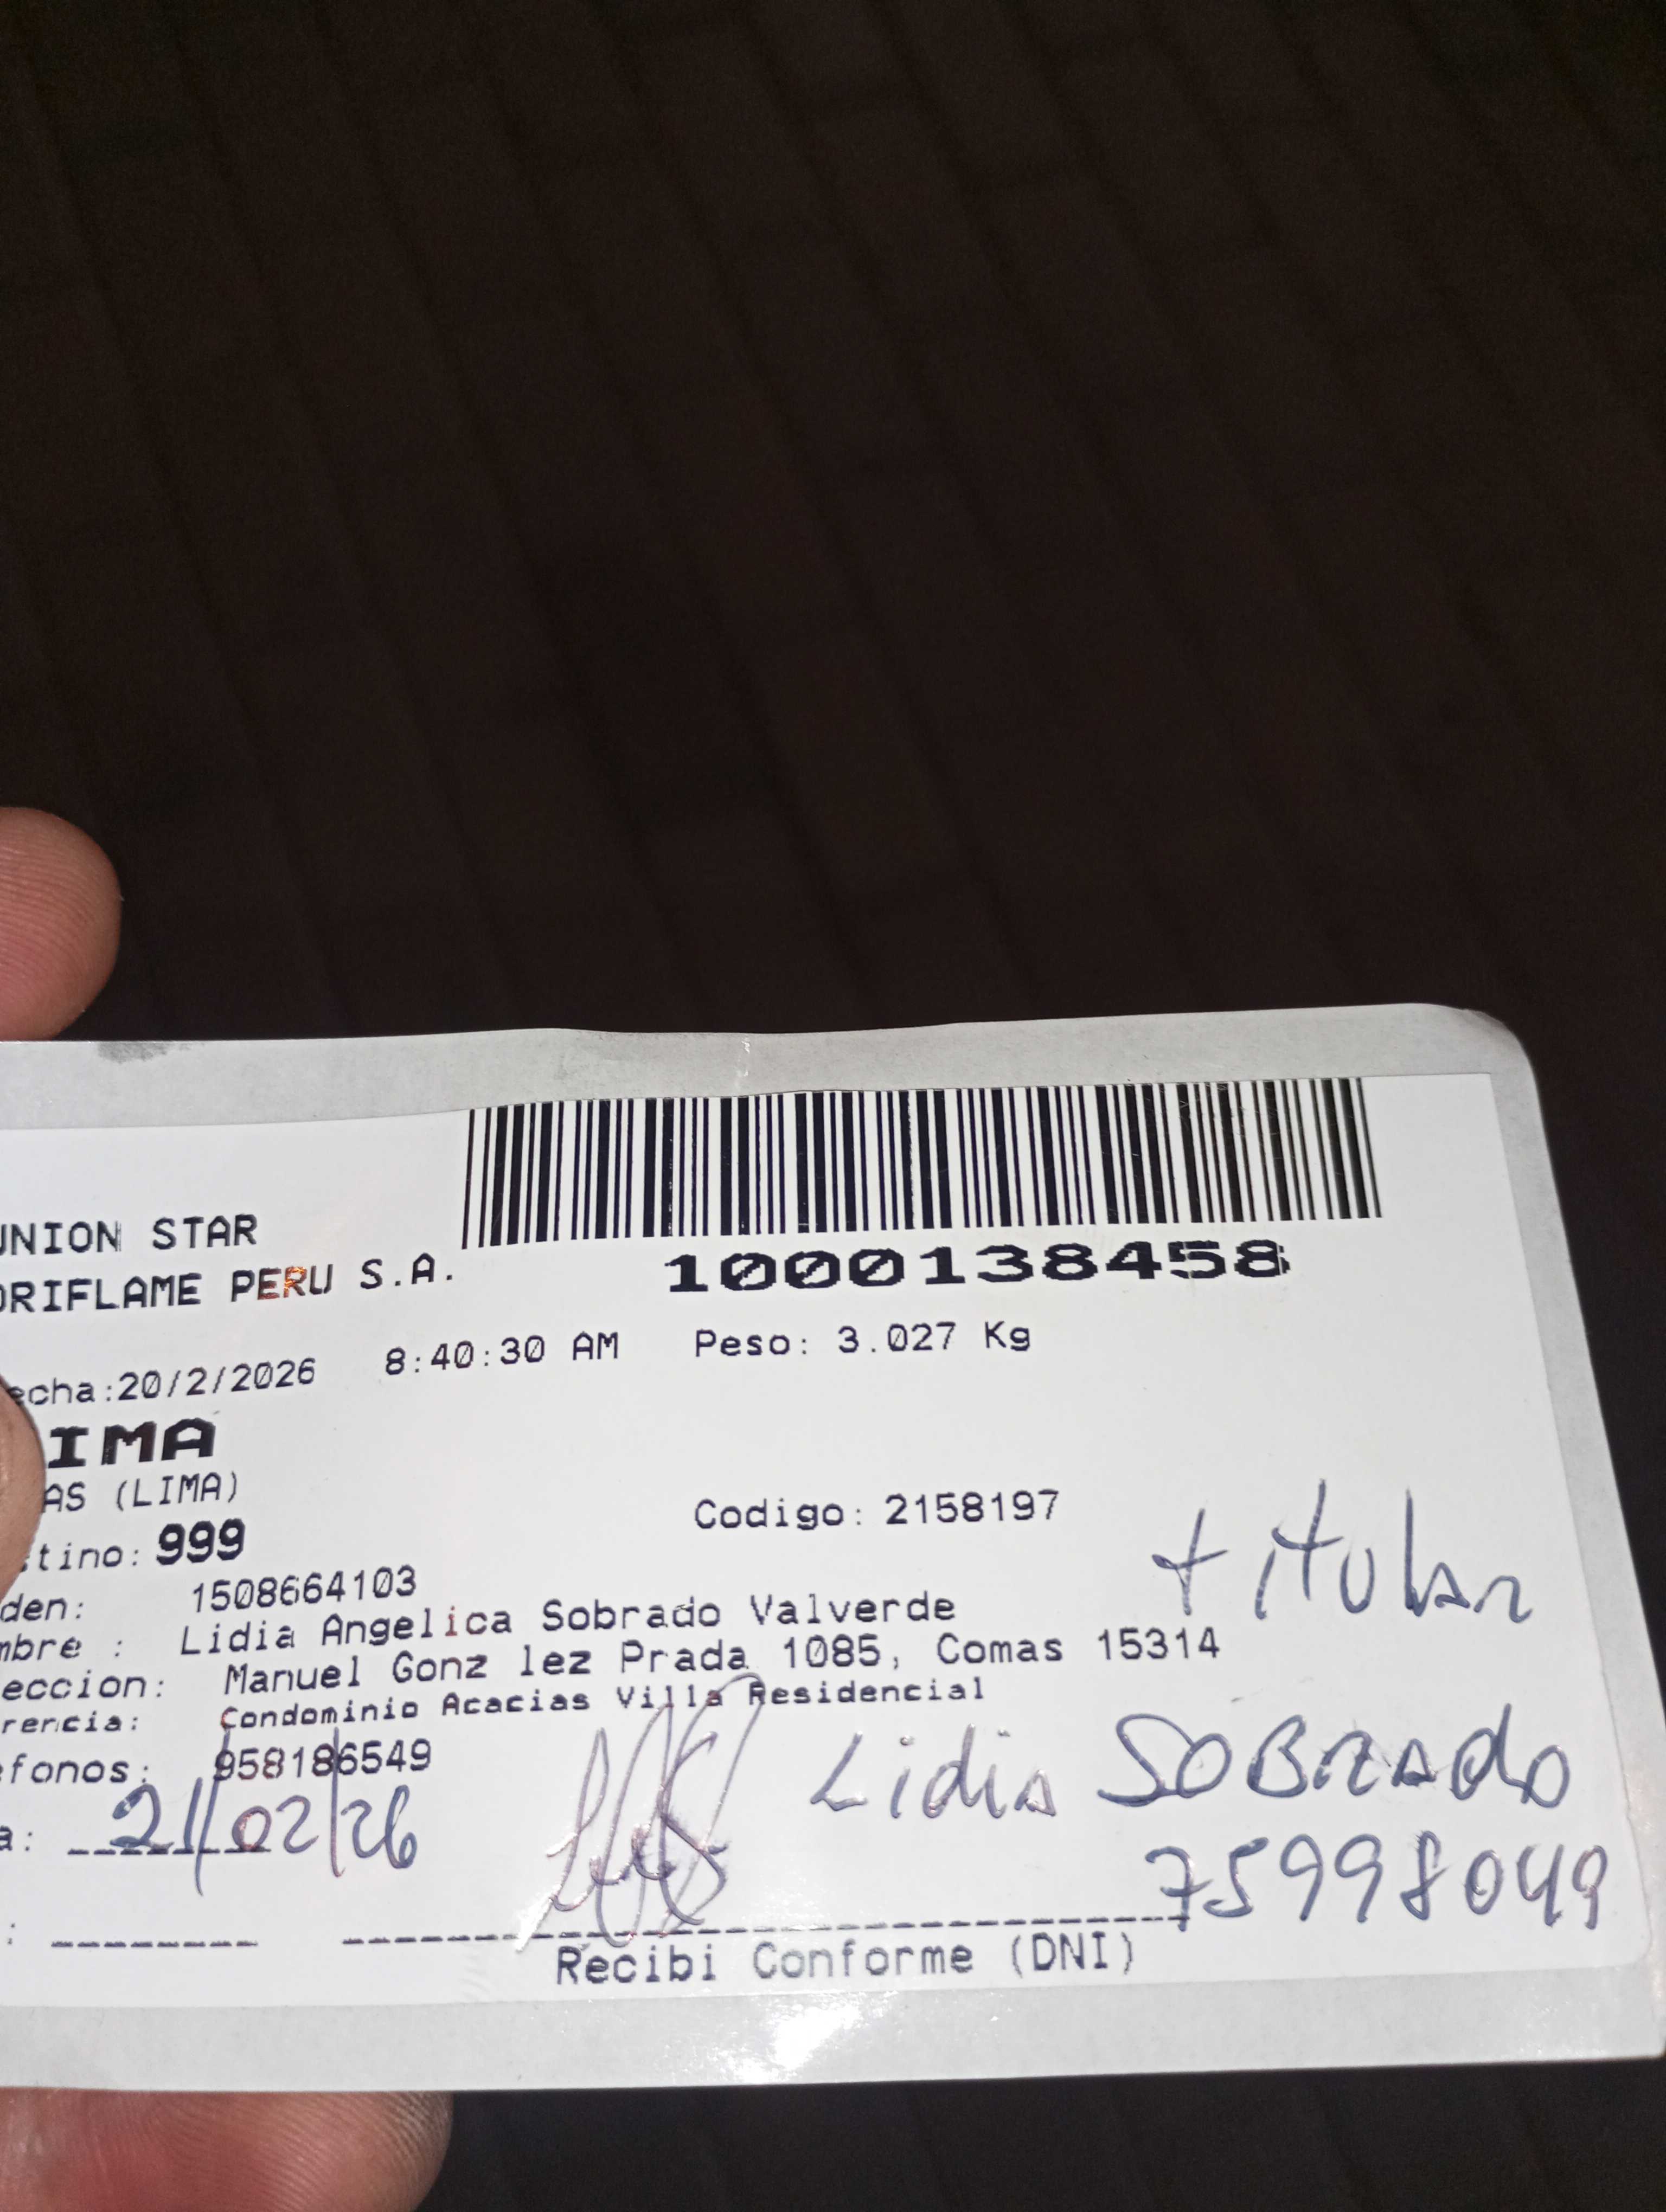 UNION STAR
ORIFLAME PERU S.A.
1000138458
echa:20/2/2026 8:40:30 AM Peso: 3.027 Kg
IMA
AS (LIMA)
Codigo: 2158197
tino: 999
titular
den: 1508664103
mbre : Lidia Angelica Sobrado Valverde
eccion: Manuel Gonz lez Prada 1085, Comas 15314
rencia: Condominio Acacias Villa Residencial
efonos: 958186549
Lidia SOBRADO
a: 21/02/26
75998049
:
Recibi Conforme (DNI)